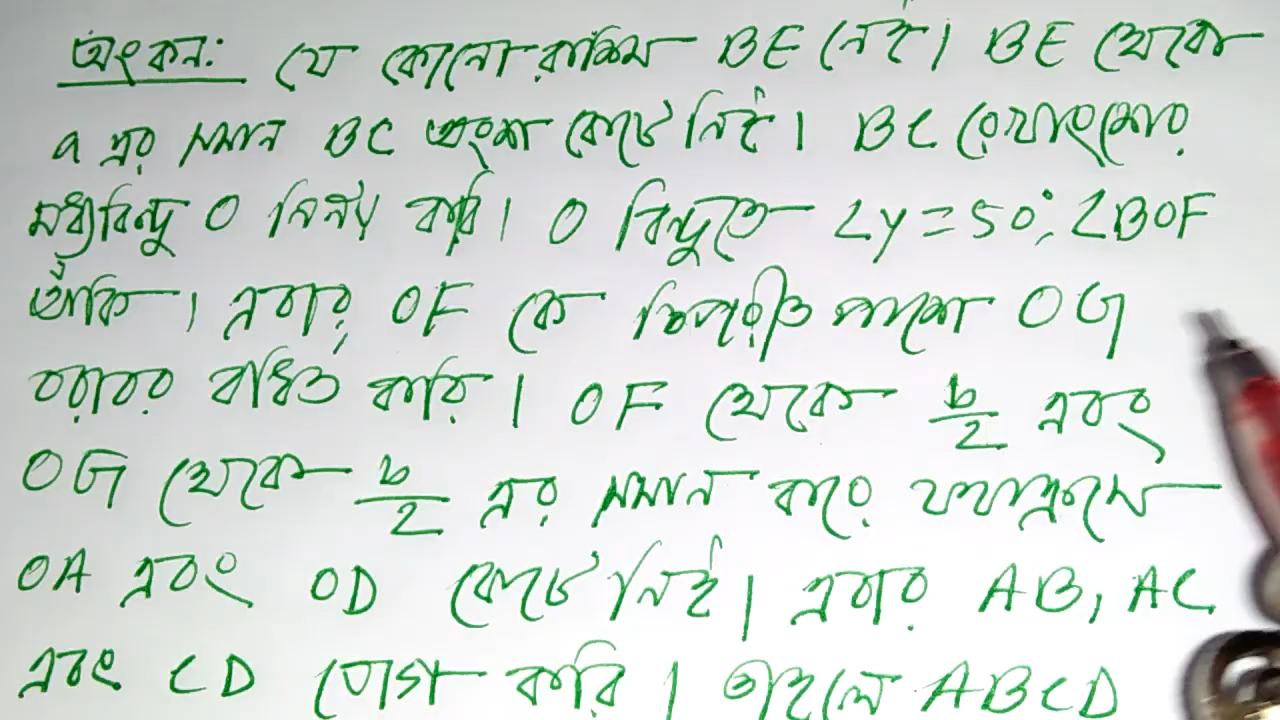 অংকন: যে কোনো রশ্মি BE নেই। BE থেকে
a এর সমান BC অংশ কেটে নিই। BC রেখাংশের
মধ্যবিন্দু O নির্ণয় করি। O বিন্দুতে ∠y = 50°, ∠BOF
আঁকি। এবার, OF কে বিপরীত পাশে OG
বরাবর বর্ধিত করি। OF থেকে b/2 এবং
OG থেকে b/2 এর সমান করে যথাক্রমে
OA এবং OD কেটে নিই। এবার AB, AC
এবং CD যোগ করি। তাহলে ABCD